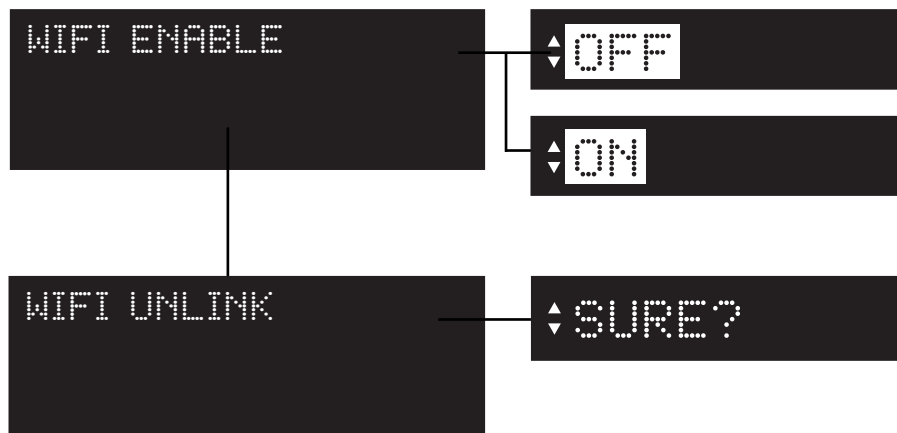 WIFI ENABLE
OFF
ON
WIFI UNLINK
SURE?